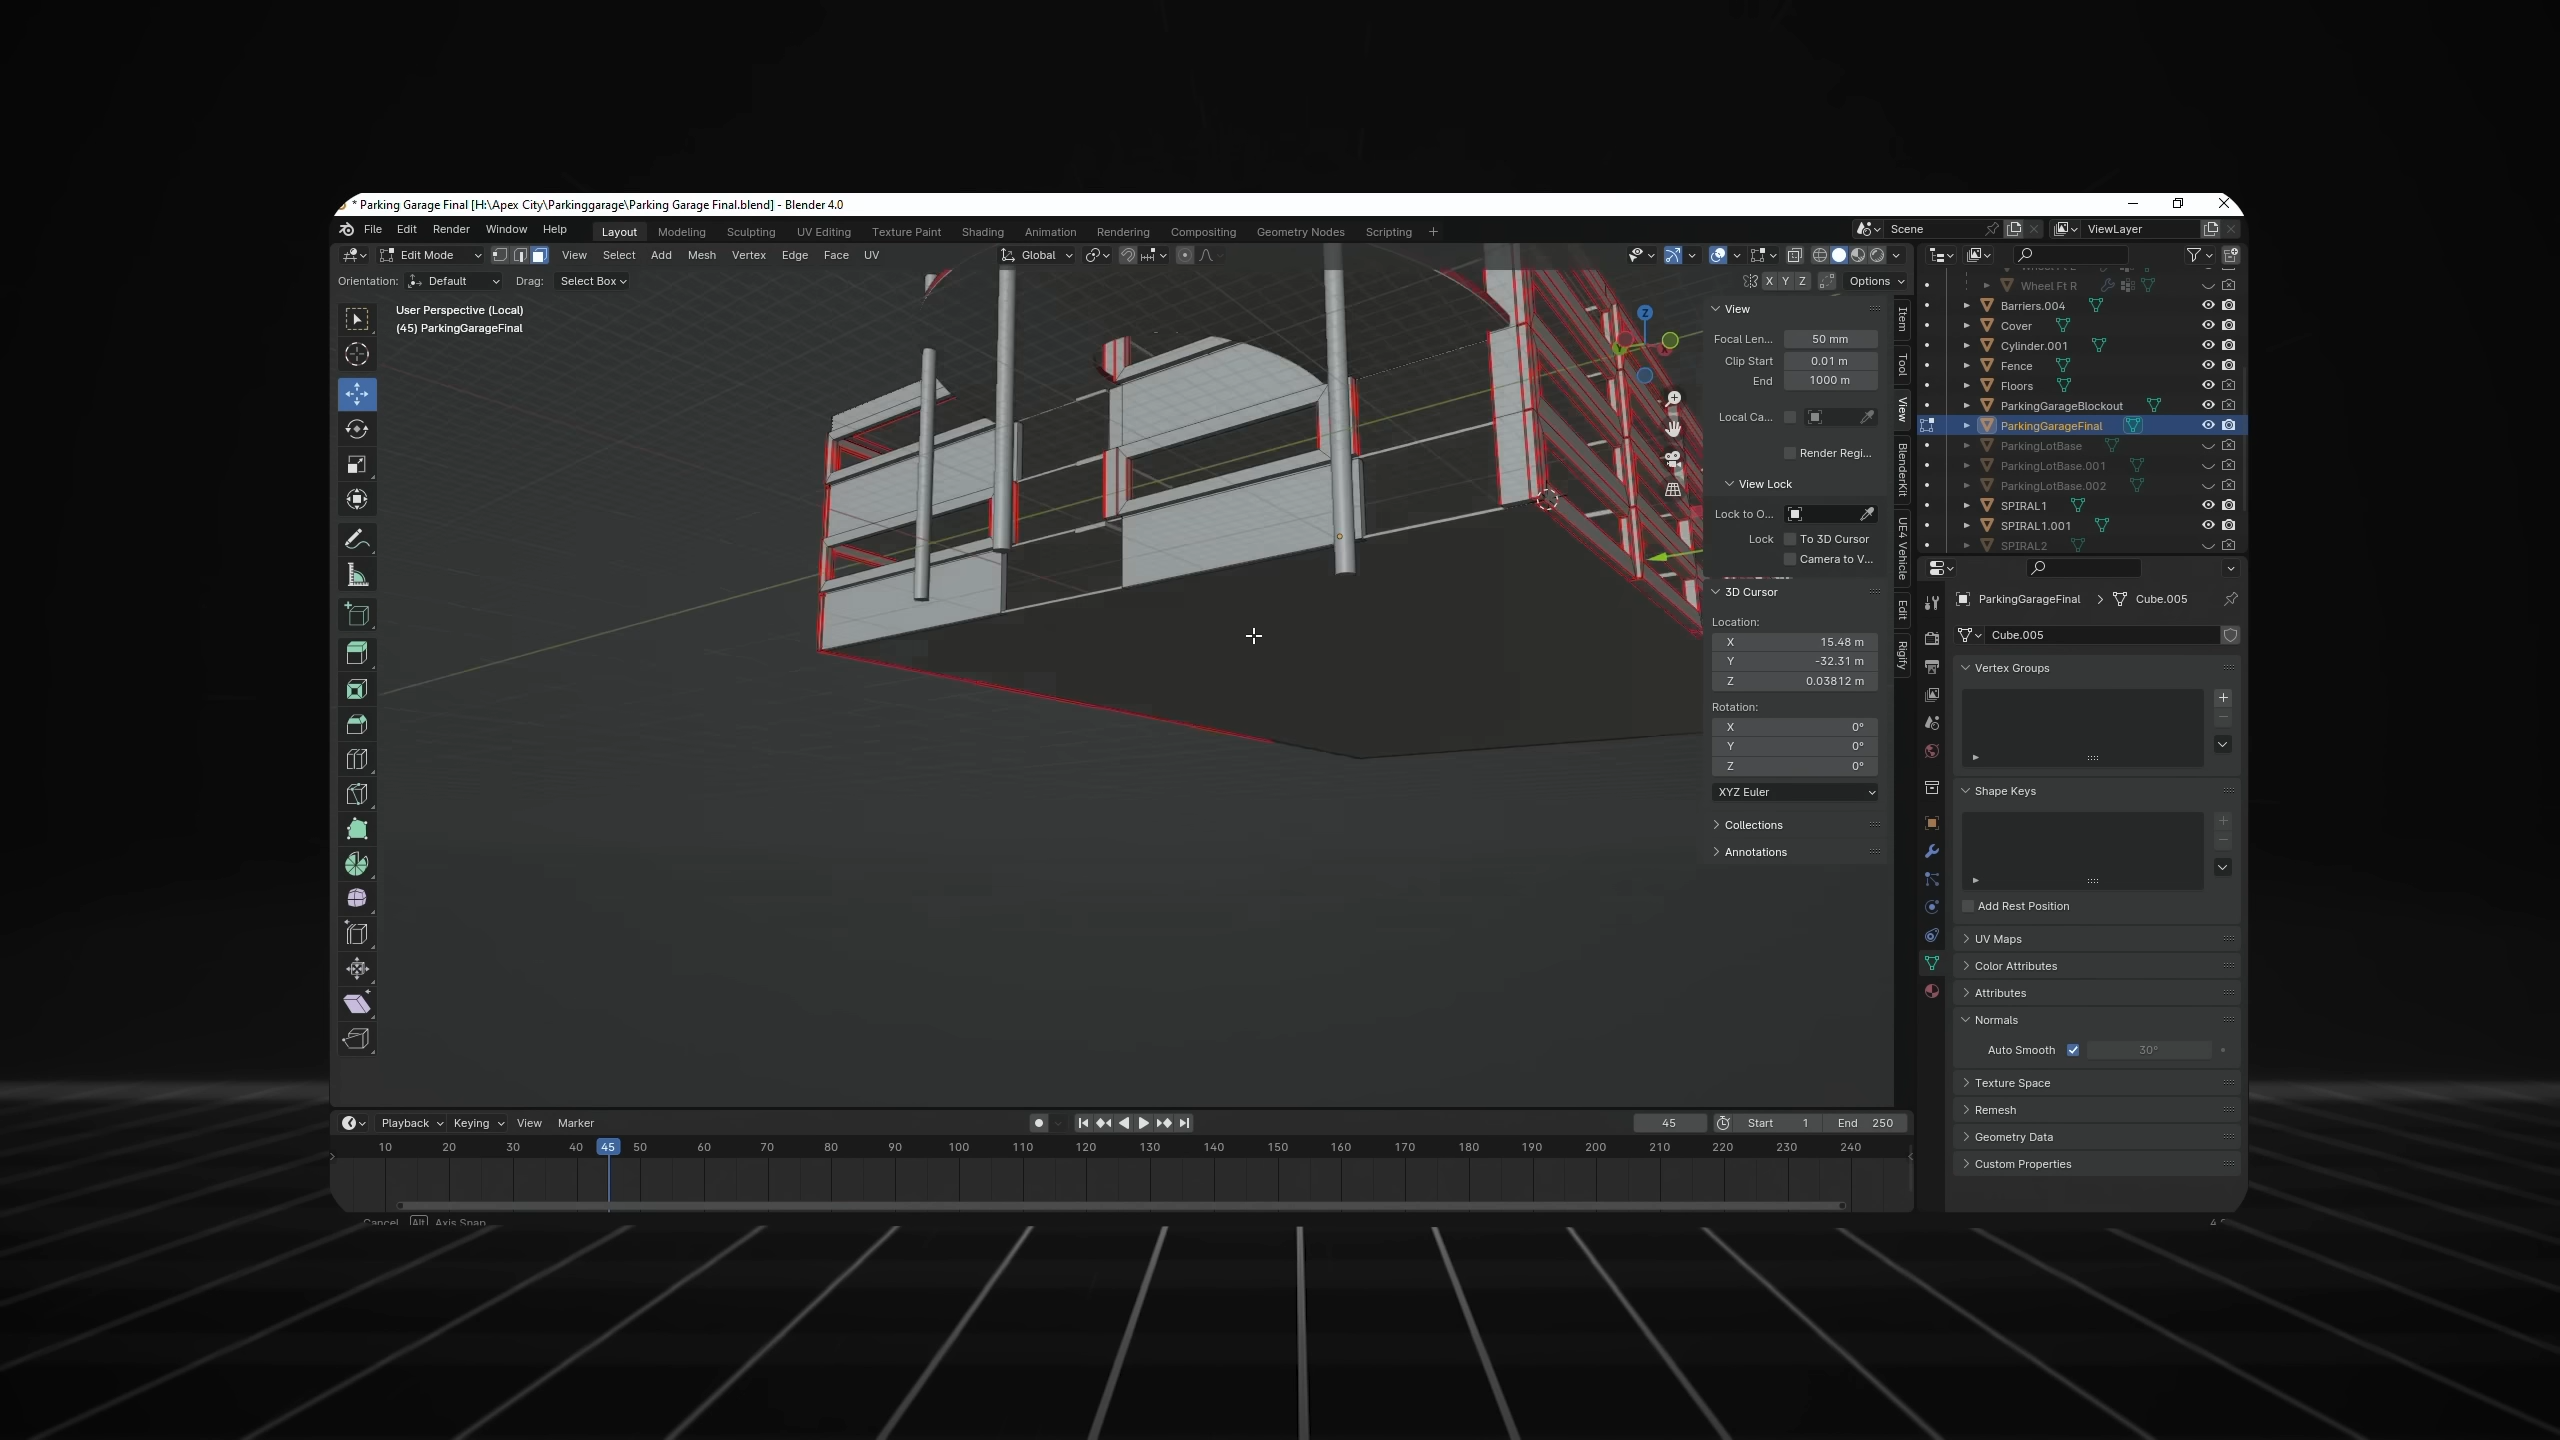 * Parking Garage Final [H:\Apex City\Parkinggarage\Parking Garage Final.blend] - Blender 4.0
File Edit Render Window Help Layout Modeling Sculpting UV Editing Texture Paint Shading Animation Rendering Compositing Geometry Nodes Scripting + Scene ViewLayer
Edit Mode View Select Add Mesh Vertex Edge Face UV Global
Orientation: Default Drag: Select Box X Y Z Options
User Perspective (Local)
(45) ParkingGarageFinal
Z
View
Focal Len... 50 mm
Clip Start 0.01 m
End 1000 m
Local Ca...
Render Regi...
View Lock
Lock to O...
Lock To 3D Cursor
Camera to V...
3D Cursor
Location:
X 15.48 m
Y -32.31 m
Z 0.03812 m
Rotation:
X 0°
Y 0°
Z 0°
XYZ Euler
Collections
Annotations
Item
Tool
View
BlenderKit
UE4 Vehicle
Edit
Rigify
Wheel Ft R
Barriers.004
Cover
Cylinder.001
Fence
Floors
ParkingGarageBlockout
ParkingGarageFinal
ParkingLotBase
ParkingLotBase.001
ParkingLotBase.002
SPIRAL1
SPIRAL1.001
SPIRAL2
ParkingGarageFinal Cube.005
Cube.005
Vertex Groups
Shape Keys
Add Rest Position
UV Maps
Color Attributes
Attributes
Normals
Auto Smooth 30°
Texture Space
Remesh
Geometry Data
Custom Properties
Playback Keying View Marker 45 Start 1 End 250
10 20 30 40 45 50 60 70 80 90 100 110 120 130 140 150 160 170 180 190 200 210 220 230 240
Cancel Alt Axis Snap